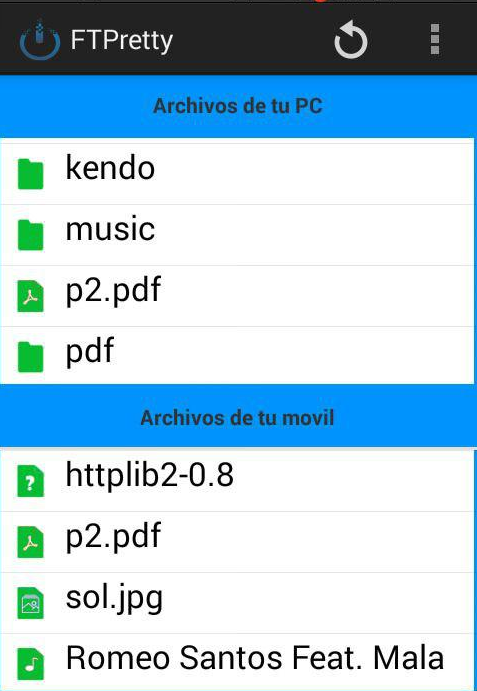 FTPretty
Archivos de tu PC
kendo
music
p2.pdf
pdf
Archivos de tu movil
httplib2-0.8
p2.pdf
sol.jpg
Romeo Santos Feat. Mala